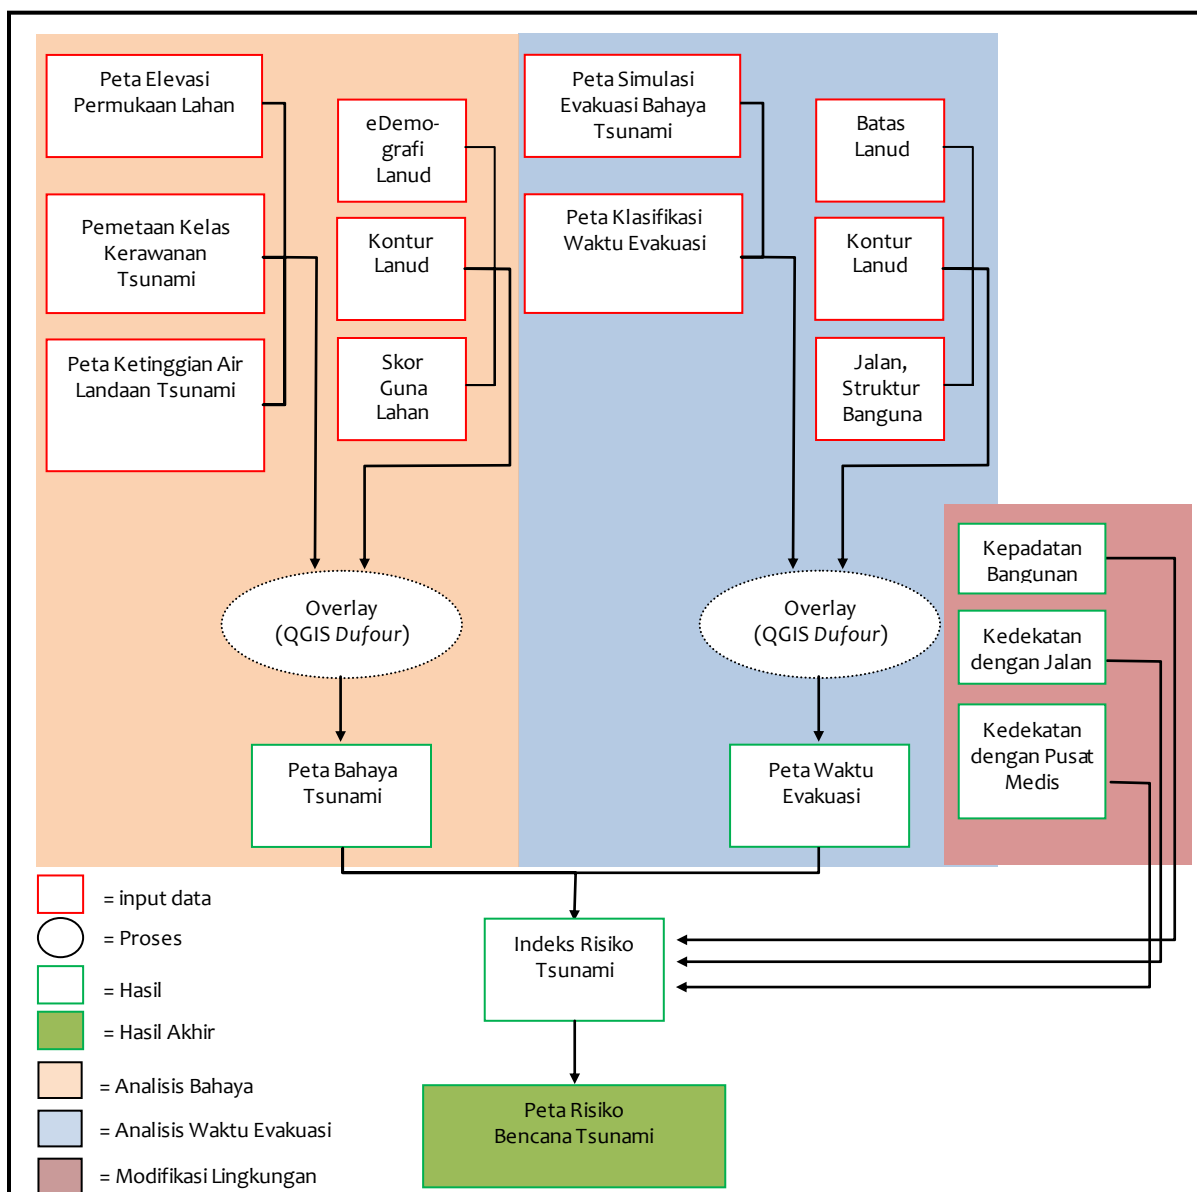 Peta Elevasi
Permukaan Lahan
Pemetaan Kelas
Kerawanan
Tsunami
Peta Ketinggian Air
Landaan Tsunami
eDemo-
grafi
Lanud
Kontur
Lanud
Skor
Guna
Lahan
Peta Simulasi
Evakuasi Bahaya
Tsunami
Peta Klasifikasi
Waktu Evakuasi
Batas
Lanud
Kontur
Lanud
Jalan,
Struktur
Banguna
Overlay
(QGIS Dufour)
Overlay
(QGIS Dufour)
Kepadatan
Bangunan
Kedekatan
dengan Jalan
Kedekatan
dengan Pusat
Medis
Peta Bahaya
Tsunami
Peta Waktu
Evakuasi
Indeks Risiko
Tsunami
Peta Risiko
Bencana Tsunami
= input data
= Proses
= Hasil
= Hasil Akhir
= Analisis Bahaya
= Analisis Waktu Evakuasi
= Modifikasi Lingkungan